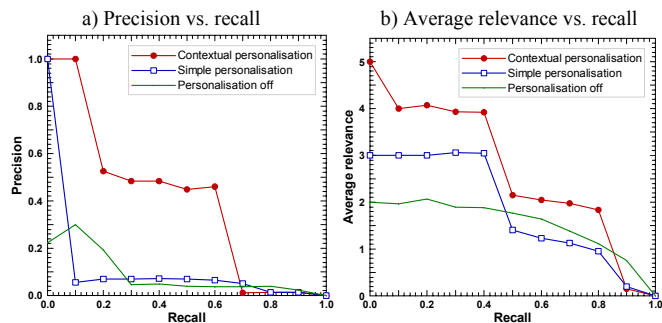 a) Precision vs. recall
1.0
0.8
0.6
0.4
0.2
0.0
Precision
Contextual personalisation
Simple personalisation
Personalisation off
0.0 0.2 0.4 0.6 0.8 1.0
Recall
b) Average relevance vs. recall
5
4
3
2
1
0
Average relevance
Contextual personalisation
Simple personalisation
Personalisation off
0.0 0.2 0.4 0.6 0.8 1.0
Recall